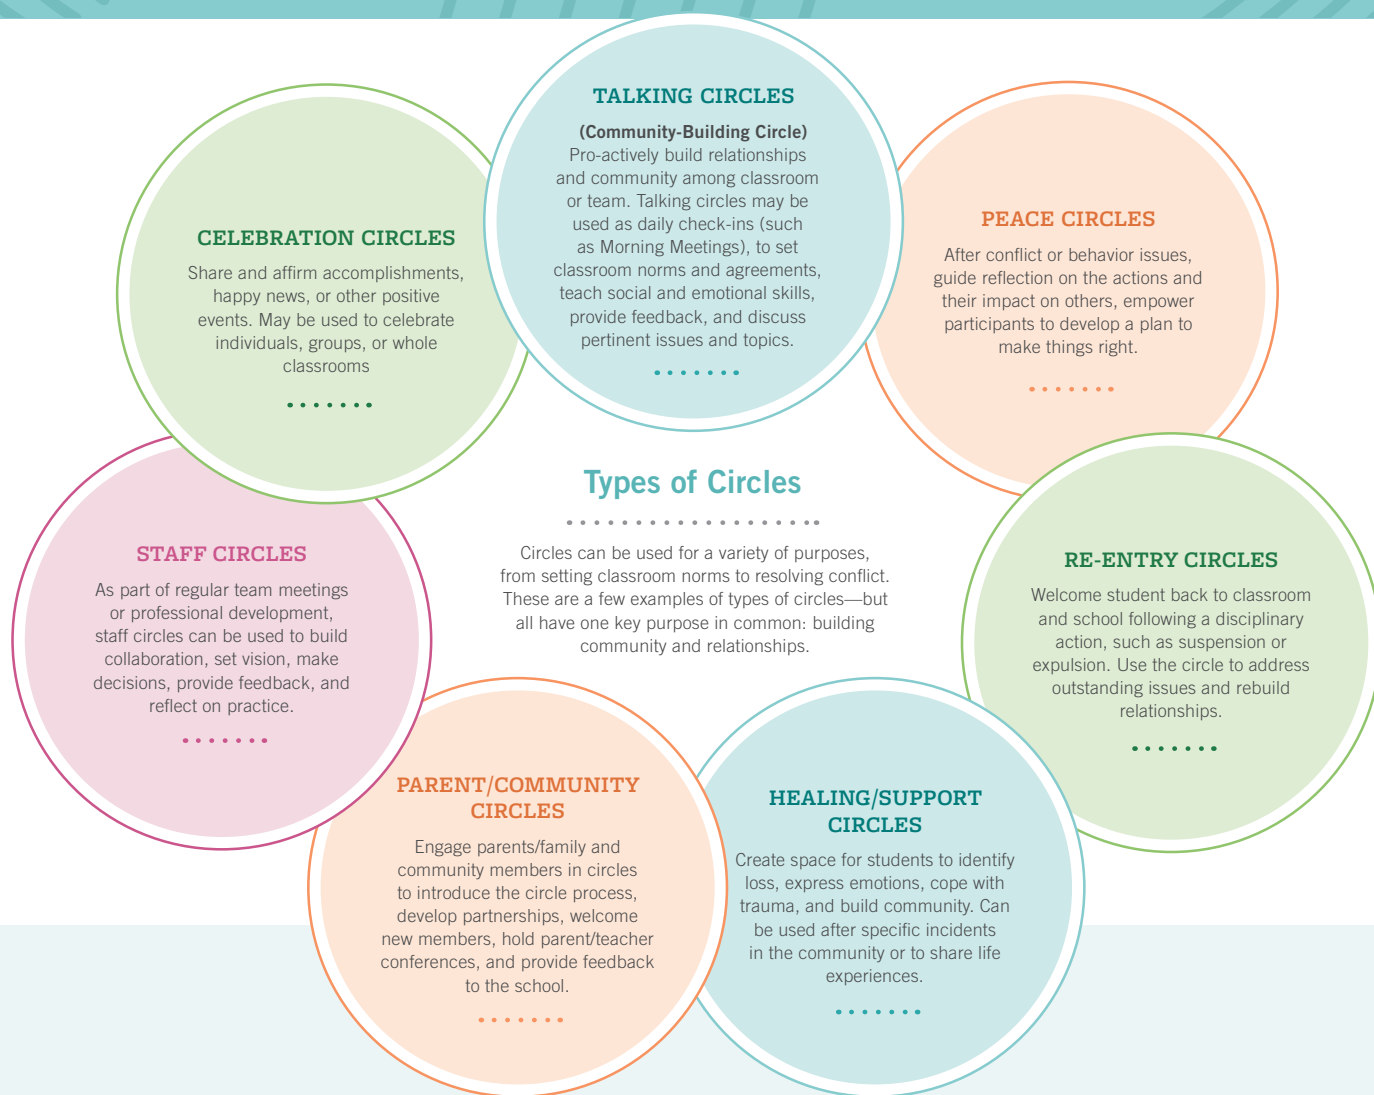 TALKING CIRCLES
(Community-Building Circle)
Pro-actively build relationships
and community among classroom
or team. Talking circles may be
used as daily check-ins (such
as Morning Meetings), to set
classroom norms and agreements,
teach social and emotional skills,
provide feedback, and discuss
pertinent issues and topics.
PEACE CIRCLES
After conflict or behavior issues,
guide reflection on the actions and
their impact on others, empower
participants to develop a plan to
make things right.
RE-ENTRY CIRCLES
Welcome student back to classroom
and school following a disciplinary
action, such as suspension or
expulsion. Use the circle to address
outstanding issues and rebuild
relationships.
HEALING/SUPPORT
CIRCLES
Create space for students to identify
loss, express emotions, cope with
trauma, and build community. Can
be used after specific incidents
in the community or to share life
experiences.
PARENT/COMMUNITY
CIRCLES
Engage parents/family and
community members in circles
to introduce the circle process,
develop partnerships, welcome
new members, hold parent/teacher
conferences, and provide feedback
to the school.
STAFF CIRCLES
As part of regular team meetings
or professional development,
staff circles can be used to build
collaboration, set vision, make
decisions, provide feedback, and
reflect on practice.
CELEBRATION CIRCLES
Share and affirm accomplishments,
happy news, or other positive
events. May be used to celebrate
individuals, groups, or whole
classrooms
Types of Circles
Circles can be used for a variety of purposes,
from setting classroom norms to resolving conflict.
These are a few examples of types of circles—but
all have one key purpose in common: building
community and relationships.